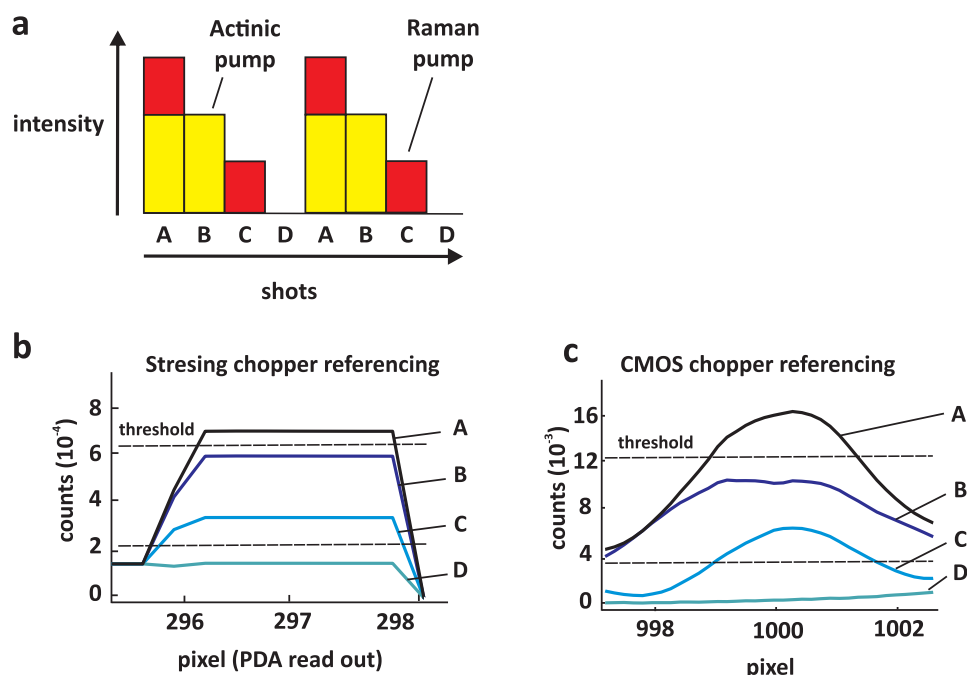 a
Actinic
pump
Raman
pump
intensity
A B C D A B C D
shots
b
Stresing chopper referencing
8
6
4
2
0
counts (10⁻⁴)
threshold
A
B
C
D
296 297 298
pixel (PDA read out)
c
CMOS chopper referencing
16
12
8
4
0
counts (10⁻³)
threshold
A
B
C
D
998 1000 1002
pixel